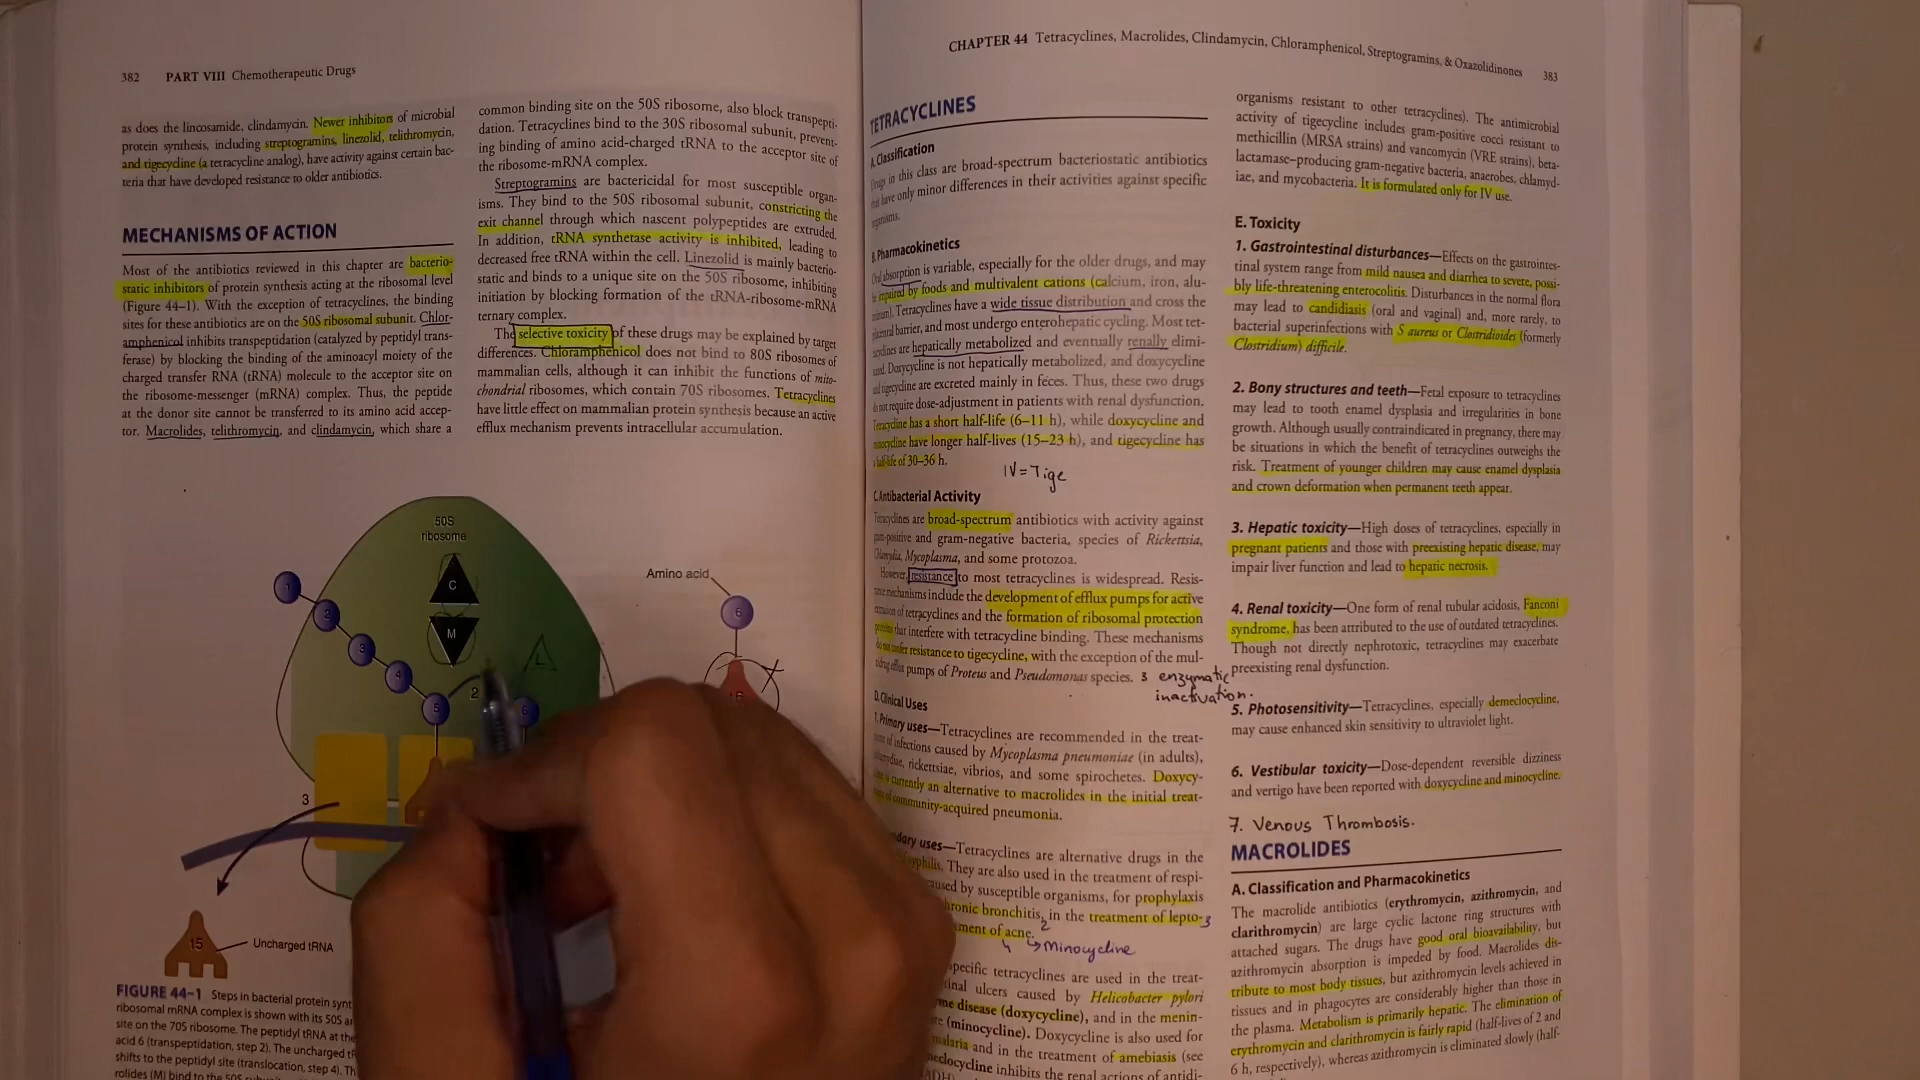 382 PART VIII Chemotherapeutic Drugs
as does the lincosamide, clindamycin. Newer inhibitors of microbial
protein synthesis, including streptogramins, linezolid, telithromycin,
and tigecycline (a tetracycline analog), have activity against certain bac-
teria that have developed resistance to older antibiotics.
MECHANISMS OF ACTION
Most of the antibiotics reviewed in this chapter are bacterio-
static inhibitors of protein synthesis acting at the ribosomal level
(Figure 44–1). With the exception of tetracyclines, the binding
sites for these antibiotics are on the 50S ribosomal subunit. Chlor-
amphenicol inhibits transpeptidation (catalyzed by peptidyl trans-
ferase) by blocking the binding of the aminoacyl moiety of the
charged transfer RNA (tRNA) molecule to the acceptor site on
the ribosome-messenger (mRNA) complex. Thus, the peptide
at the donor site cannot be transferred to its amino acid accep-
tor. Macrolides, telithromycin, and clindamycin, which share a
common binding site on the 50S ribosome, also block transpepti-
dation. Tetracyclines bind to the 30S ribosomal subunit, prevent-
ing binding of amino acid-charged tRNA to the acceptor site of
the ribosome-mRNA complex.
Streptogramins are bactericidal for most susceptible organ-
isms. They bind to the 50S ribosomal subunit, constricting the
exit channel through which nascent polypeptides are extruded.
In addition, tRNA synthetase activity is inhibited, leading to
decreased free tRNA within the cell. Linezolid is mainly bacterio-
static and binds to a unique site on the 50S ribosome, inhibiting
initiation by blocking formation of the tRNA-ribosome-mRNA
ternary complex.
The selective toxicity of these drugs may be explained by target
differences. Chloramphenicol does not bind to 80S ribosomes of
mammalian cells, although it can inhibit the functions of mito-
chondrial ribosomes, which contain 70S ribosomes. Tetracyclines
have little effect on mammalian protein synthesis because an active
efflux mechanism prevents intracellular accumulation.
50S
ribosome
C
M
L
1
2
3
4
5
2
6
3
Amino acid
6
15
Uncharged tRNA
FIGURE 44–1 Steps in bacterial protein synt
ribosomal mRNA complex is shown with its 50S a
site on the 70S ribosome. The peptidyl tRNA at the
acid 6 (transpeptidation, step 2). The uncharged
shifts to the peptidyl site (translocation, step 4). Th
rolides (M) bind to the 50S
CHAPTER 44 Tetracyclines, Macrolides, Clindamycin, Chloramphenicol, Streptogramins, & Oxazolidinones 383
TETRACYCLINES
A. Classification
Drugs in this class are broad-spectrum bacteriostatic antibiotics
that have only minor differences in their activities against specific
organisms.
B. Pharmacokinetics
Oral absorption is variable, especially for the older drugs, and may
be impaired by foods and multivalent cations (calcium, iron, alu-
minum). Tetracyclines have a wide tissue distribution and cross the
placental barrier, and most undergo enterohepatic cycling. Most tet-
racyclines are hepatically metabolized and eventually renally elimi-
nated. Doxycycline is not hepatically metabolized, and doxycycline
and tigecycline are excreted mainly in feces. Thus, these two drugs
do not require dose-adjustment in patients with renal dysfunction.
Tetracycline has a short half-life (6–11 h), while doxycycline and
minocycline have longer half-lives (15–23 h), and tigecycline has
a half-life of 30–36 h.
IV = Tige
C. Antibacterial Activity
Tetracyclines are broad-spectrum antibiotics with activity against
gram-positive and gram-negative bacteria, species of Rickettsia,
Chlamydia, Mycoplasma, and some protozoa.
However, resistance to most tetracyclines is widespread. Resis-
tance mechanisms include the development of efflux pumps for active
extrusion of tetracyclines and the formation of ribosomal protection
proteins that interfere with tetracycline binding. These mechanisms
do not confer resistance to tigecycline, with the exception of the mul-
tidrug efflux pumps of Proteus and Pseudomonas species.
3 enzymatic
inactivation.
D. Clinical Uses
1. Primary uses—Tetracyclines are recommended in the treat-
ment of infections caused by Mycoplasma pneumoniae (in adults),
chlamydiae, rickettsiae, vibrios, and some spirochetes. Doxycy-
cline is currently an alternative to macrolides in the initial treat-
ment of community-acquired pneumonia.
uses—Tetracyclines are alternative drugs in the
syphilis. They are also used in the treatment of respi-
caused by susceptible organisms, for prophylaxis
chronic bronchitis, in the treatment of lepto-
ment of acne.
2
3
4
Minocycline
specific tetracyclines are used in the treat-
ulcers caused by Helicobacter pylori
disease (doxycycline), and in the menin-
(minocycline). Doxycycline is also used for
malaria and in the treatment of amebiasis (see
inhibits the renal actions of antidi-
organisms resistant to other tetracyclines). The antimicrobial
activity of tigecycline includes gram-positive cocci resistant to
methicillin (MRSA strains) and vancomycin (VRE strains), beta-
lactamase–producing gram-negative bacteria, anaerobes, chlamyd-
iae, and mycobacteria. It is formulated only for IV use.
E. Toxicity
1. Gastrointestinal disturbances—Effects on the gastrointes-
tinal system range from mild nausea and diarrhea to severe, possi-
bly life-threatening enterocolitis. Disturbances in the normal flora
may lead to candidiasis (oral and vaginal) and, more rarely, to
bacterial superinfections with S aureus or Clostridioides (formerly
Clostridium) difficile.
2. Bony structures and teeth—Fetal exposure to tetracyclines
may lead to tooth enamel dysplasia and irregularities in bone
growth. Although usually contraindicated in pregnancy, there may
be situations in which the benefit of tetracyclines outweighs the
risk. Treatment of younger children may cause enamel dysplasia
and crown deformation when permanent teeth appear.
3. Hepatic toxicity—High doses of tetracyclines, especially in
pregnant patients and those with preexisting hepatic disease, may
impair liver function and lead to hepatic necrosis.
4. Renal toxicity—One form of renal tubular acidosis, Fanconi
syndrome, has been attributed to the use of outdated tetracyclines.
Though not directly nephrotoxic, tetracyclines may exacerbate
preexisting renal dysfunction.
5. Photosensitivity—Tetracyclines, especially demeclocycline,
may cause enhanced skin sensitivity to ultraviolet light.
6. Vestibular toxicity—Dose-dependent reversible dizziness
and vertigo have been reported with doxycycline and minocycline.
7. Venous Thrombosis.
MACROLIDES
A. Classification and Pharmacokinetics
The macrolide antibiotics (erythromycin, azithromycin, and
clarithromycin) are large cyclic lactone ring structures with
attached sugars. The drugs have good oral bioavailability, but
azithromycin absorption is impeded by food. Macrolides dis-
tribute to most body tissues, but azithromycin levels achieved in
tissues and in phagocytes are considerably higher than those in
the plasma. Metabolism is primarily hepatic. The elimination of
erythromycin and clarithromycin is fairly rapid (half-lives of 2 and
6 h, respectively), whereas azithromycin is eliminated slowly (half-